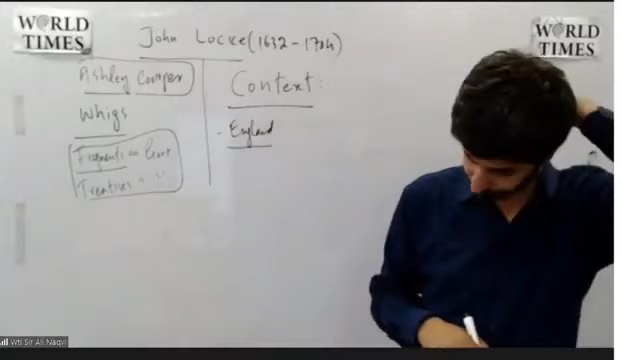 WORLD
TIMES
John Locke (1632-1704)
WORLD
TIMES
Ashley Cooper
Whigs
Fragment on Govt
Treatises " "
Context:
- England
Wti Sir Ali Naqvi